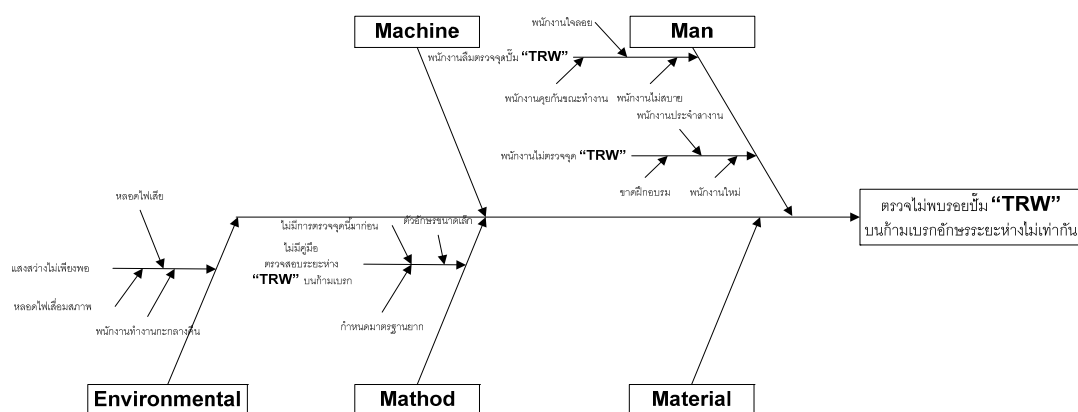 Machine
Man
พนักงานใจลอย
พนักงานลืมตรวจจุดปั๊ม “TRW”
พนักงานคุยกันขณะทำงาน
พนักงานไม่สบาย
พนักงานประจำลางาน
พนักงานไม่ตรวจจุด “TRW”
ขาดฝึกอบรม
พนักงานใหม่
ตรวจไม่พบรอยปั๊ม “TRW”
บนก้ามเบรกอักษรระยะห่างไม่เท่ากัน
หลอดไฟเสีย
แสงสว่างไม่เพียงพอ
หลอดไฟเสื่อมสภาพ
พนักงานทำงานกะกลางคืน
ไม่มีการตรวจจุดนี้มาก่อน
ตัวอักษรขนาดเล็ก
ไม่มีคู่มือ
ตรวจสอบระยะห่าง
“TRW” บนก้ามเบรก
กำหนดมาตรฐานยาก
Environmental
Mathod
Material